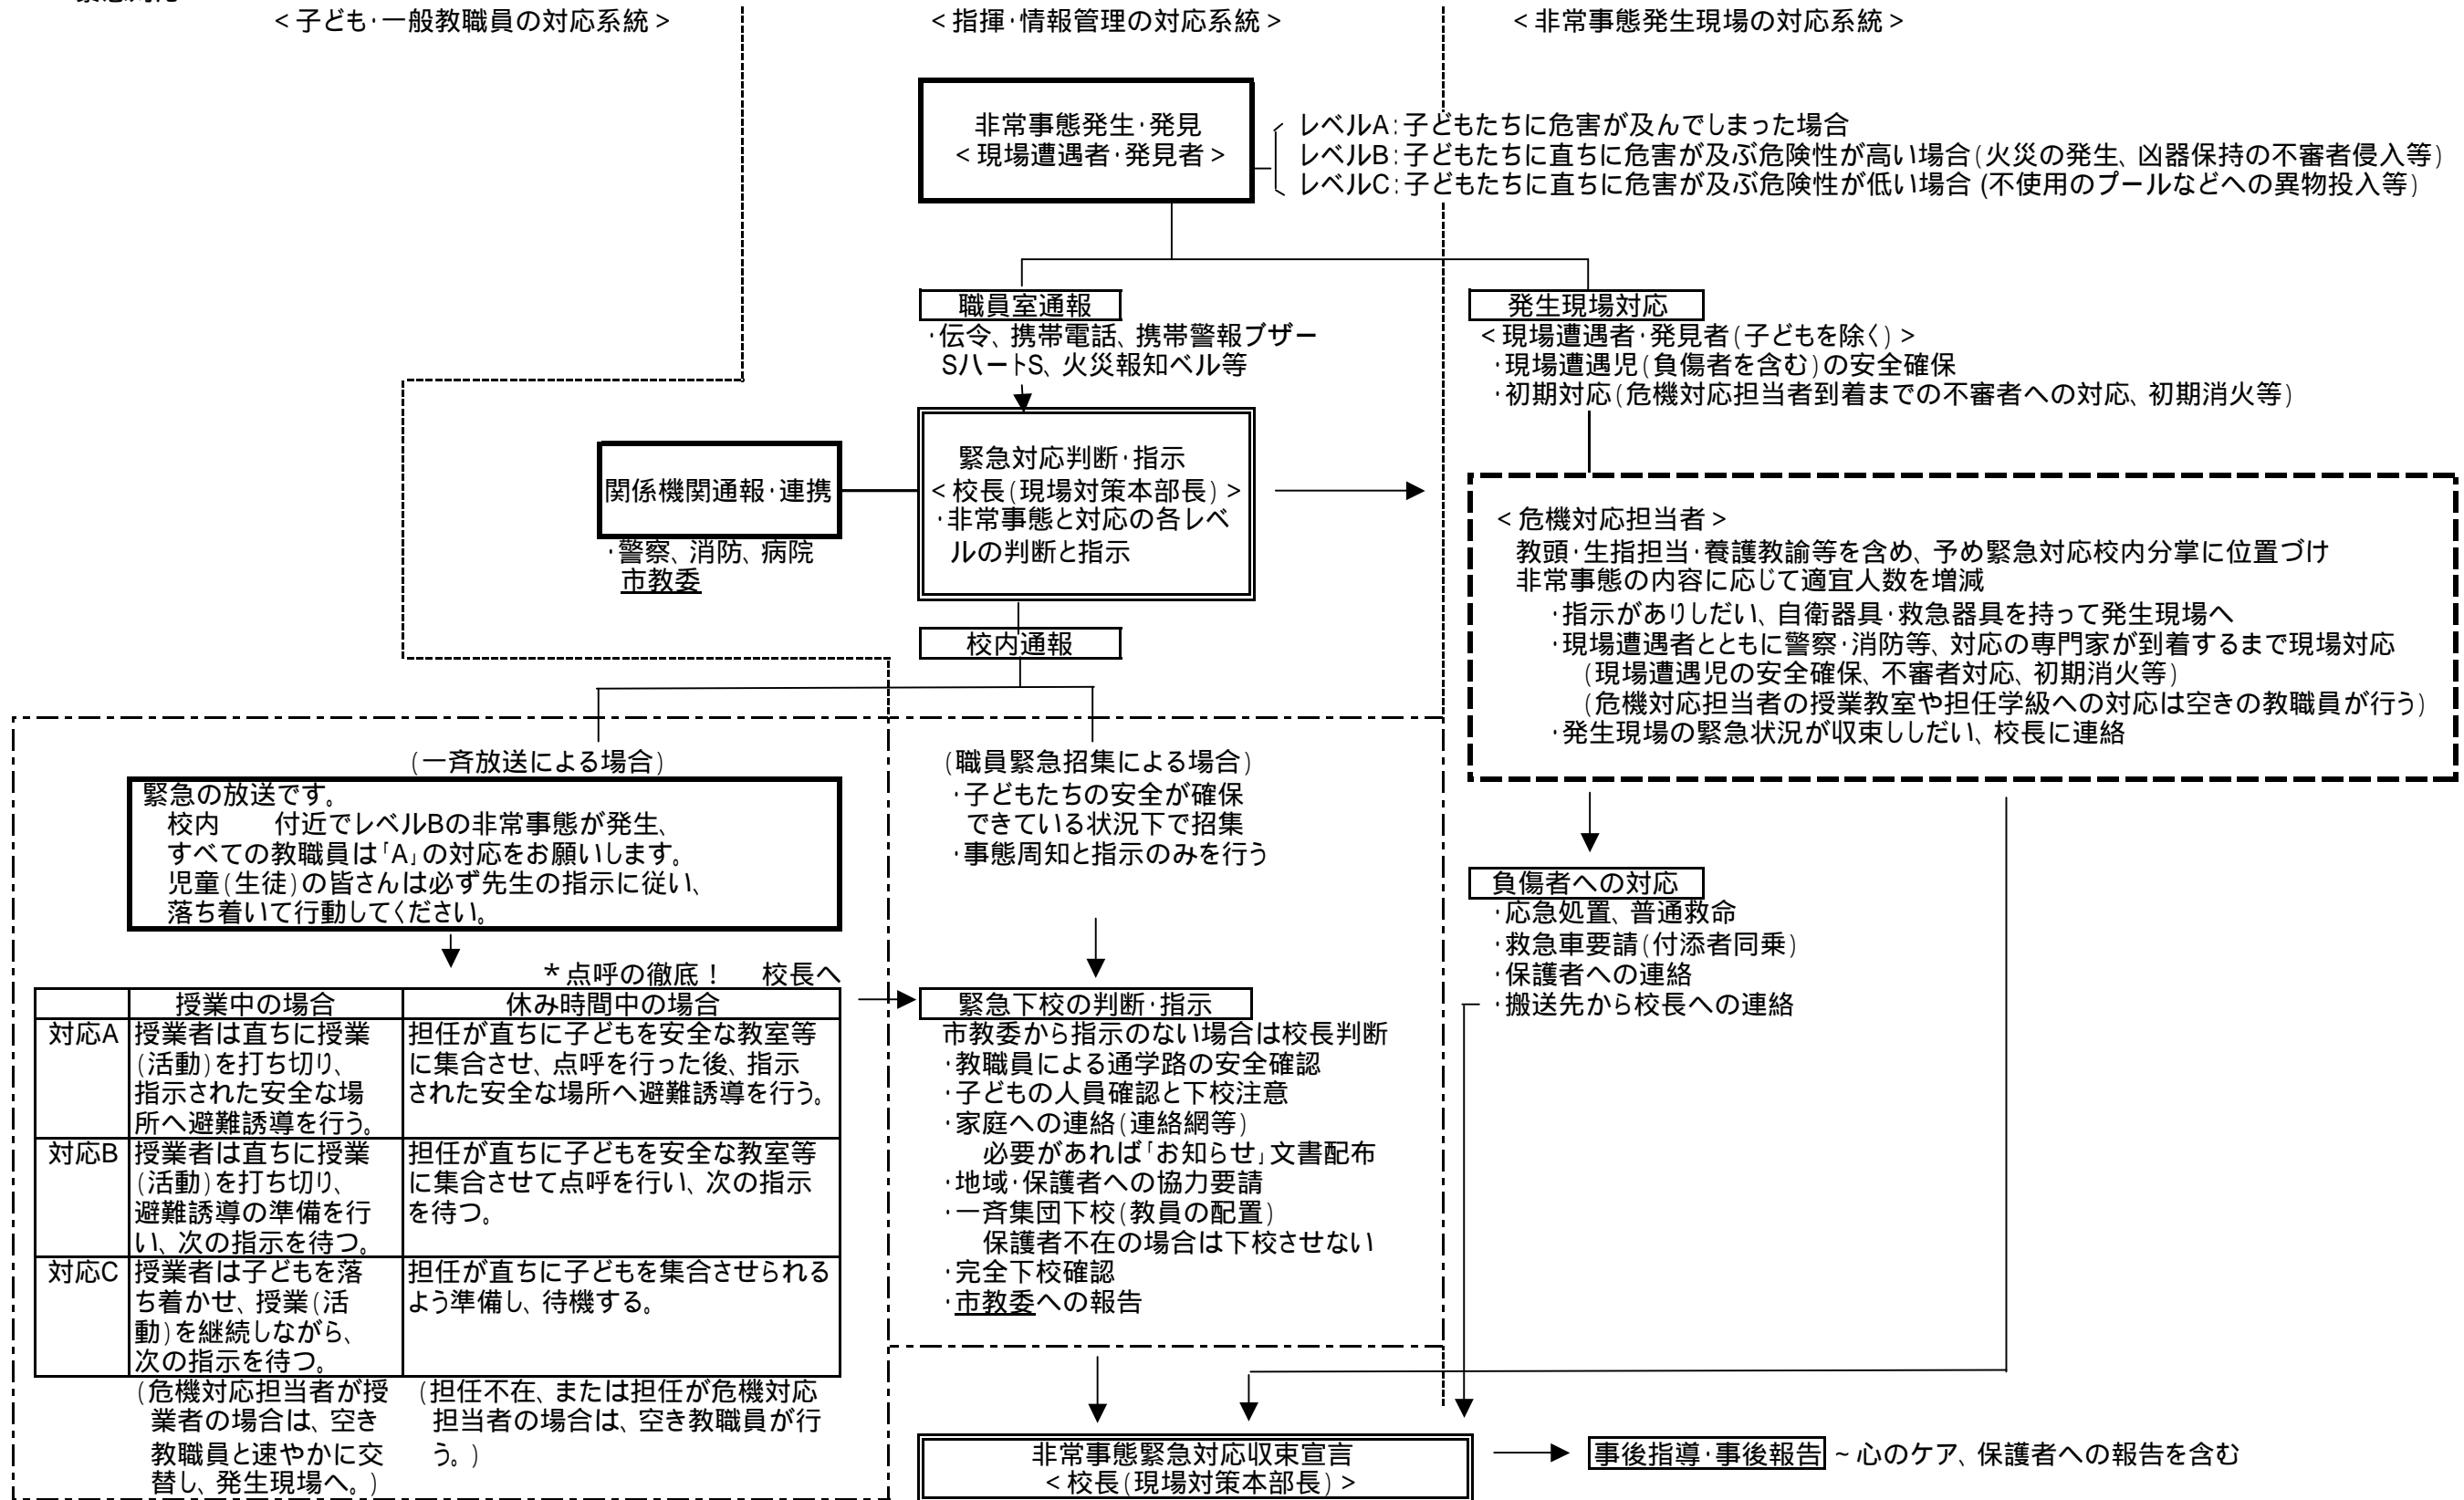 <子ども・一般教職員の対応系統>
<指揮・情報管理の対応系統>
<非常事態発生現場の対応系統>
非常事態発生・発見
<現場遭遇者・発見者>
レベルA:子どもたちに危害が及んでしまった場合
レベルB:子どもたちに直ちに危害が及ぶ危険性が高い場合(火災の発生、凶器保持の不審者侵入等)
レベルC:子どもたちに直ちに危害が及ぶ危険性が低い場合(不使用のプールなどへの異物投入等)
職員室通報
・伝令、携帯電話、携帯警報ブザー
SハートS、火災報知ベル等
発生現場対応
<現場遭遇者・発見者(子どもを除く)>
・現場遭遇児(負傷者を含む)の安全確保
・初期対応(危機対応担当者到着までの不審者への対応、初期消火等)
関係機関通報・連携
・警察、消防、病院
市教委
緊急対応判断・指示
<校長(現場対策本部長)>
・非常事態と対応の各レベ
ルの判断と指示
<危機対応担当者>
教頭・生指担当・養護教諭等を含め、予め緊急対応校内分掌に位置づけ
非常事態の内容に応じて適宜人数を増減
・指示がありしだい、自衛器具・救急器具を持って発生現場へ
・現場遭遇者とともに警察・消防等、対応の専門家が到着するまで現場対応
(現場遭遇児の安全確保、不審者対応、初期消火等)
(危機対応担当者の授業教室や担任学級への対応は空きの教職員が行う)
・発生現場の緊急状況が収束ししだい、校長に連絡
校内通報
(一斉放送による場合)
緊急の放送です。
校内　　付近でレベルBの非常事態が発生、
すべての教職員は「A」の対応をお願いします。
児童(生徒)の皆さんは必ず先生の指示に従い、
落ち着いて行動してください。
(職員緊急招集による場合)
・子どもたちの安全が確保
できている状況下で招集
・事態周知と指示のみを行う
負傷者への対応
・応急処置、普通救命
・救急車要請(付添者同乗)
・保護者への連絡
・搬送先から校長への連絡
*点呼の徹底!　校長へ
授業中の場合
休み時間中の場合
対応A
授業者は直ちに授業
(活動)を打ち切り、
指示された安全な場
所へ避難誘導を行う。
担任が直ちに子どもを安全な教室等
に集合させ、点呼を行った後、指示
された安全な場所へ避難誘導を行う。
対応B
授業者は直ちに授業
(活動)を打ち切り、
避難誘導の準備を行
い、次の指示を待つ。
担任が直ちに子どもを安全な教室等
に集合させて点呼を行い、次の指示
を待つ。
対応C
授業者は子どもを落
ち着かせ、授業(活
動)を継続しながら、
次の指示を待つ。
担任が直ちに子どもを集合させられる
よう準備し、待機する。
(危機対応担当者が授
業者の場合は、空き
教職員と速やかに交
替し、発生現場へ。)
(担任不在、または担任が危機対応
担当者の場合は、空き教職員が行
う。)
緊急下校の判断・指示
市教委から指示のない場合は校長判断
・教職員による通学路の安全確認
・子どもの人員確認と下校注意
・家庭への連絡(連絡網等)
必要があれば「お知らせ」文書配布
・地域・保護者への協力要請
・一斉集団下校(教員の配置)
保護者不在の場合は下校させない
・完全下校確認
・市教委への報告
非常事態緊急対応収束宣言
<校長(現場対策本部長)>
事後指導・事後報告 ~心のケア、保護者への報告を含む